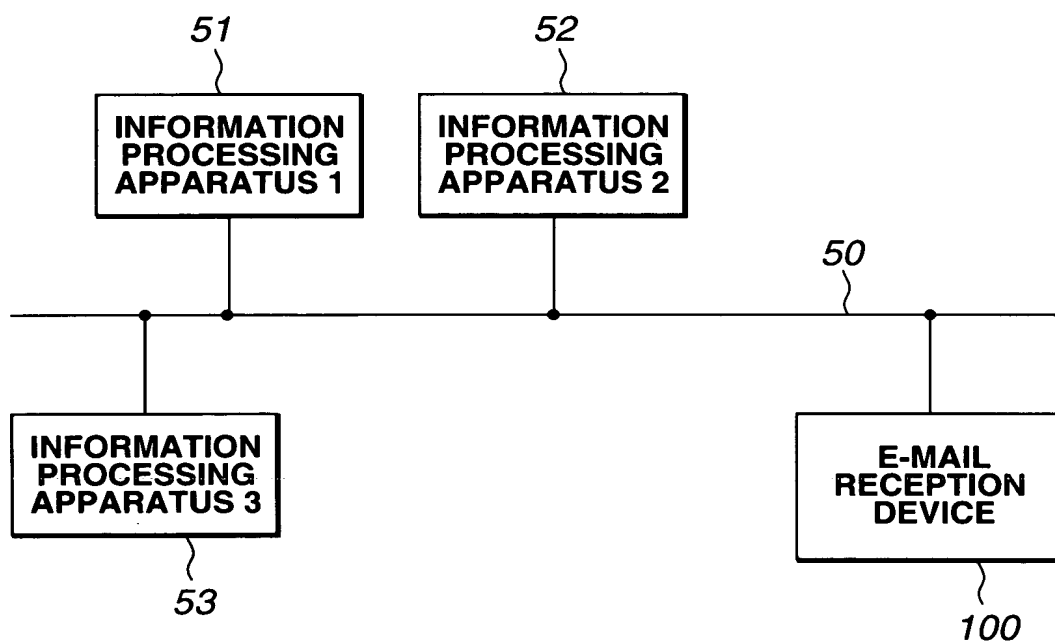 51
INFORMATION
PROCESSING
APPARATUS 1
52
INFORMATION
PROCESSING
APPARATUS 2
50
INFORMATION
PROCESSING
APPARATUS 3
53
E-MAIL
RECEPTION
DEVICE
100